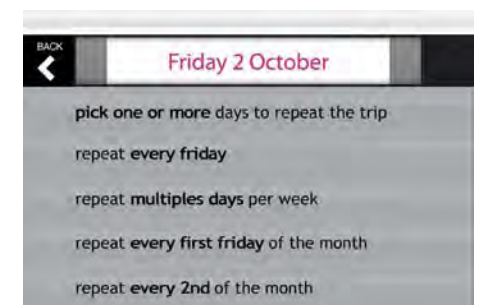 BACK
Friday 2 October
pick one or more days to repeat the trip
repeat every friday
repeat multiples days per week
repeat every first friday of the month
repeat every 2nd of the month